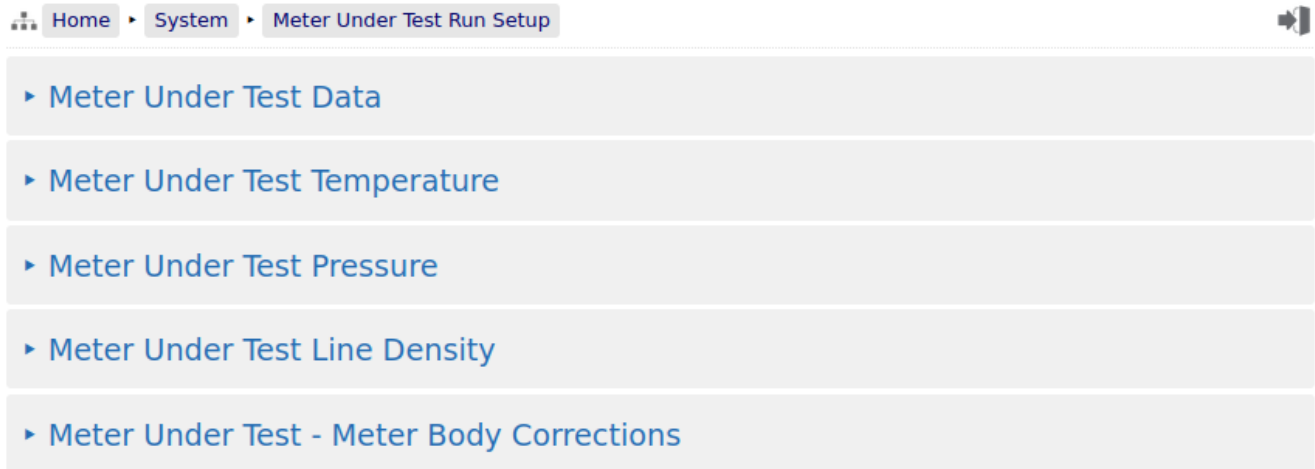 Home ‣ System ‣ Meter Under Test Run Setup
‣ Meter Under Test Data
‣ Meter Under Test Temperature
‣ Meter Under Test Pressure
‣ Meter Under Test Line Density
‣ Meter Under Test - Meter Body Corrections